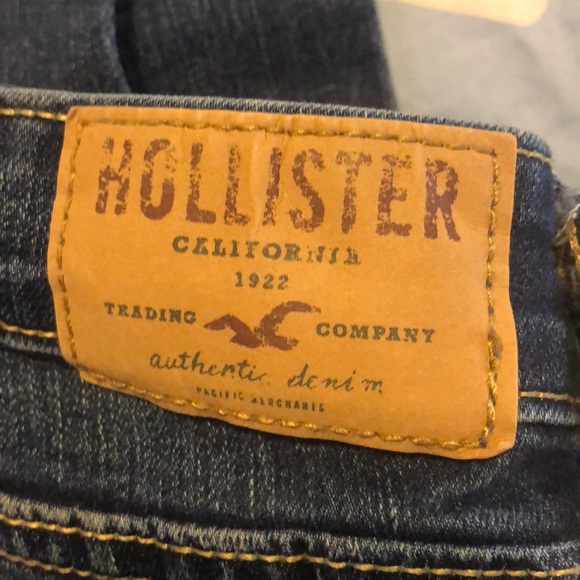 HOLLISTER
CALIFORNIA
1922
TRADING COMPANY
authentic denim
PACIFIC MERCHANTS